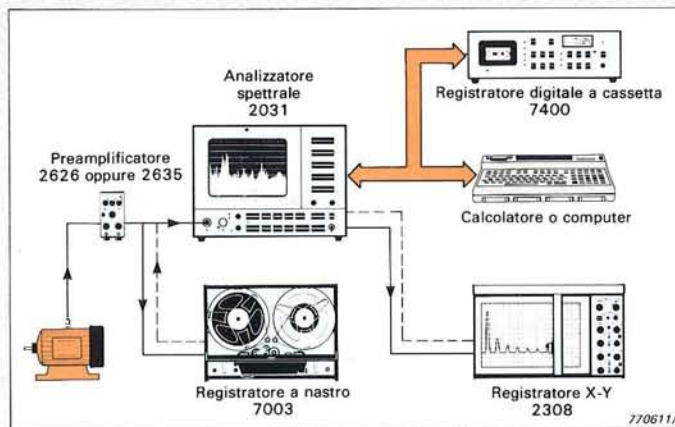 Analizzatore
spettrale
2031
Registratore digitale a cassetta
7400
Preamplificatore
2626 oppure 2635
Calcolatore o computer
Registratore a nastro
7003
Registratore X-Y
2308
770611/